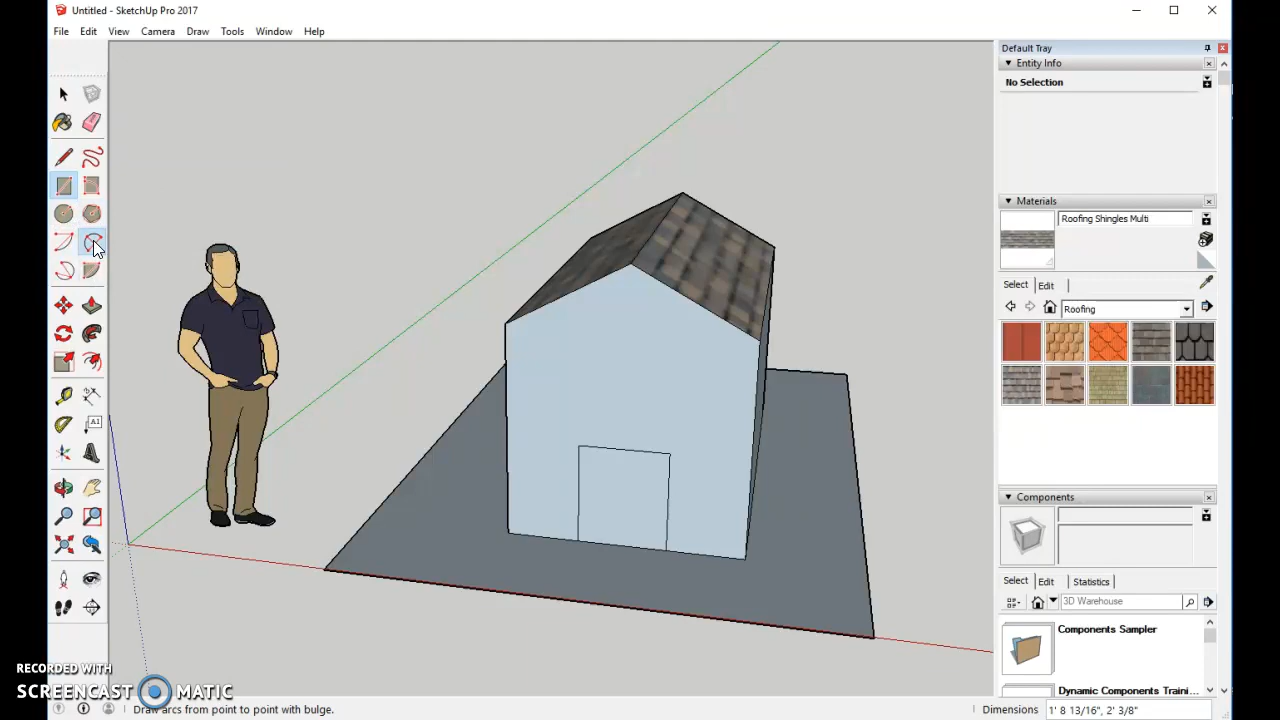 Untitled - SketchUp Pro 2017
File Edit View Camera Draw Tools Window Help
Default Tray
Entity Info
No Selection
Materials
Roofing Shingles Multi
Select Edit
Roofing
A1
Components
Select Edit Statistics
3D Warehouse
Components Sampler
Dynamic Components Traini...
RECORDED WITH
SCREENCAST MATIC
Draw arcs from point to point with bulge.
Dimensions 1' 8 13/16", 2' 3/8"